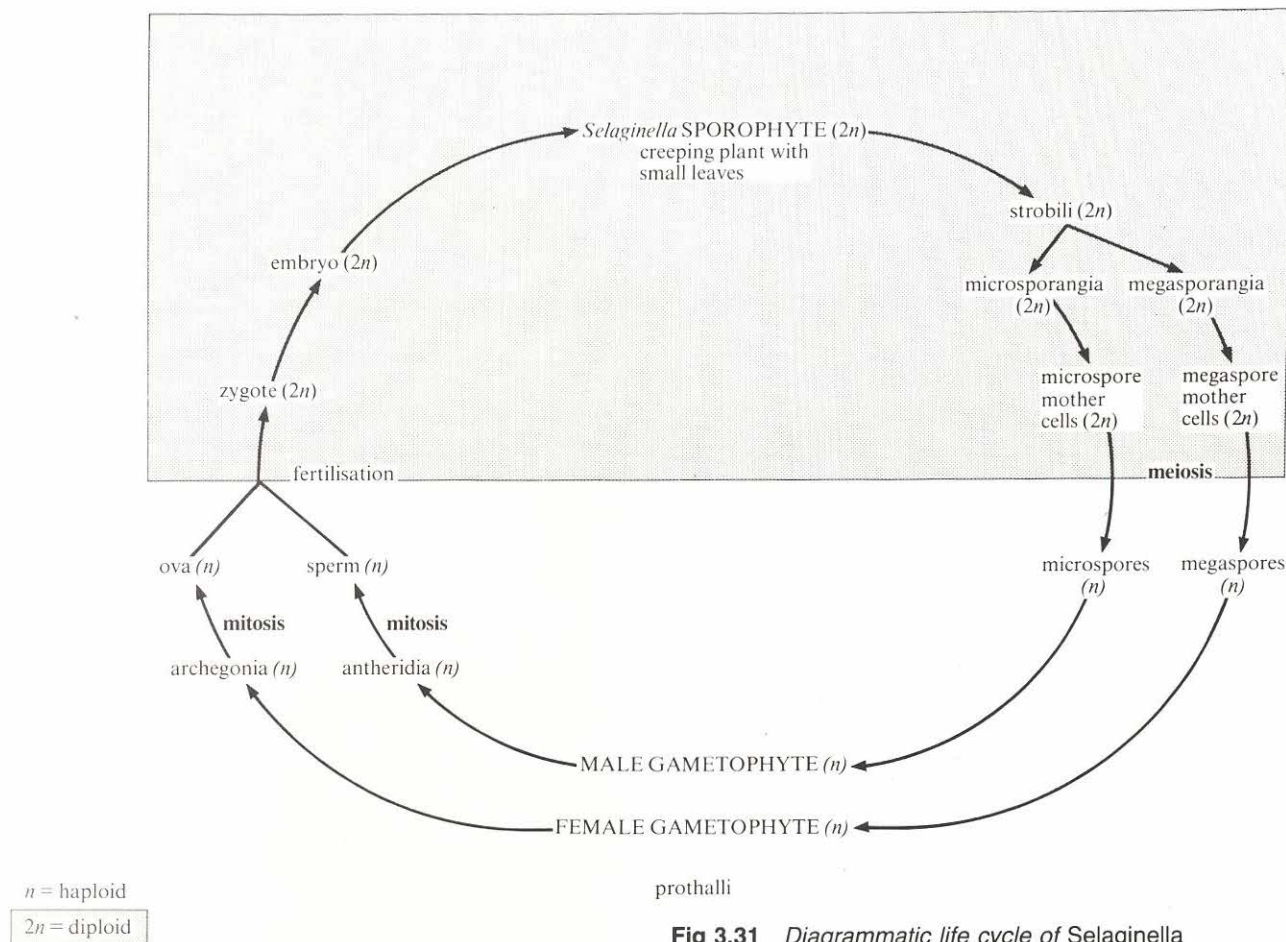 Selaginella SPOROPHYTE (2n)
creeping plant with
small leaves
strobili (2n)
embryo (2n)
microsporangia
(2n)
megasporangia
(2n)
zygote (2n)
microspore
mother
cells (2n)
megaspore
mother
cells (2n)
fertilisation
meiosis
ova (n)
sperm (n)
microspores
(n)
megaspores
(n)
mitosis
mitosis
archegonia (n)
antheridia (n)
MALE GAMETOPHYTE (n)
FEMALE GAMETOPHYTE (n)
n = haploid
2n = diploid
prothalli
Fig 3.31 Diagrammatic life cycle of Selaginella